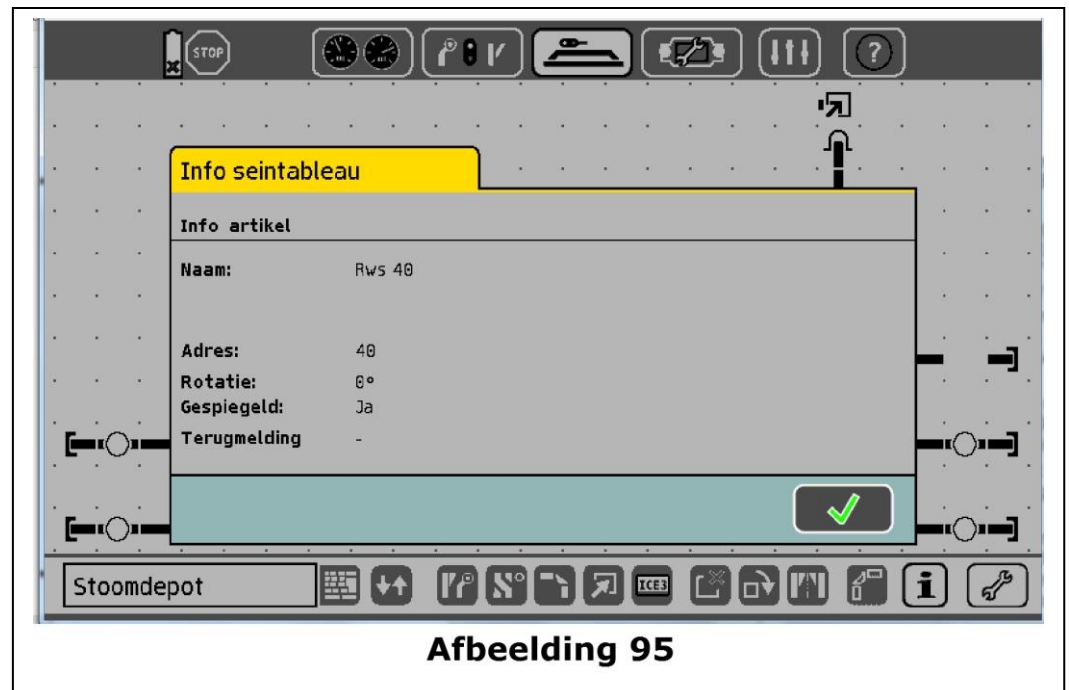 STOP
?
Info seintableau
Info artikel
Naam: Rws 40
Adres: 40
Rotatie: 0°
Gespiegeld: Ja
Terugmelding -
Stoomdepot
ICE3
i
Afbeelding 95